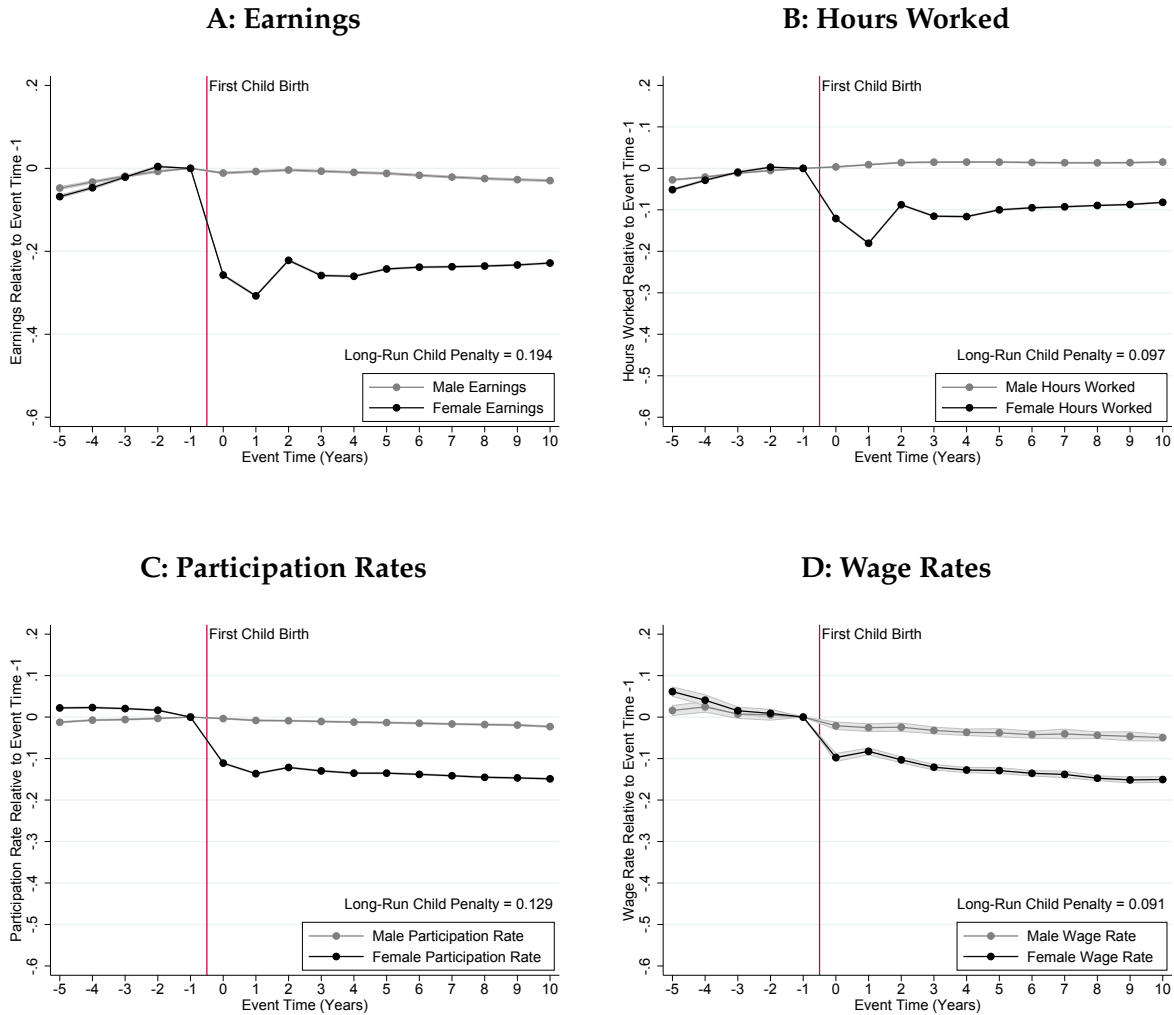 A: Earnings
Earnings Relative to Event Time -1
.2
0
-.2
-.4
-.6
First Child Birth
Long-Run Child Penalty = 0.194
Male Earnings
Female Earnings
-5 -4 -3 -2 -1 0 1 2 3 4 5 6 7 8 9 10
Event Time (Years)
B: Hours Worked
Hours Worked Relative to Event Time -1
.2
.1
0
-.1
-.2
-.3
-.4
-.5
-.6
First Child Birth
Long-Run Child Penalty = 0.097
Male Hours Worked
Female Hours Worked
-5 -4 -3 -2 -1 0 1 2 3 4 5 6 7 8 9 10
Event Time (Years)
C: Participation Rates
Participation Rate Relative to Event Time -1
.2
.1
0
-.1
-.2
-.3
-.4
-.5
-.6
First Child Birth
Long-Run Child Penalty = 0.129
Male Participation Rate
Female Participation Rate
-5 -4 -3 -2 -1 0 1 2 3 4 5 6 7 8 9 10
Event Time (Years)
D: Wage Rates
Wage Rate Relative to Event Time -1
.2
.1
0
-.1
-.2
-.3
-.4
-.5
-.6
First Child Birth
Long-Run Child Penalty = 0.091
Male Wage Rate
Female Wage Rate
-5 -4 -3 -2 -1 0 1 2 3 4 5 6 7 8 9 10
Event Time (Years)